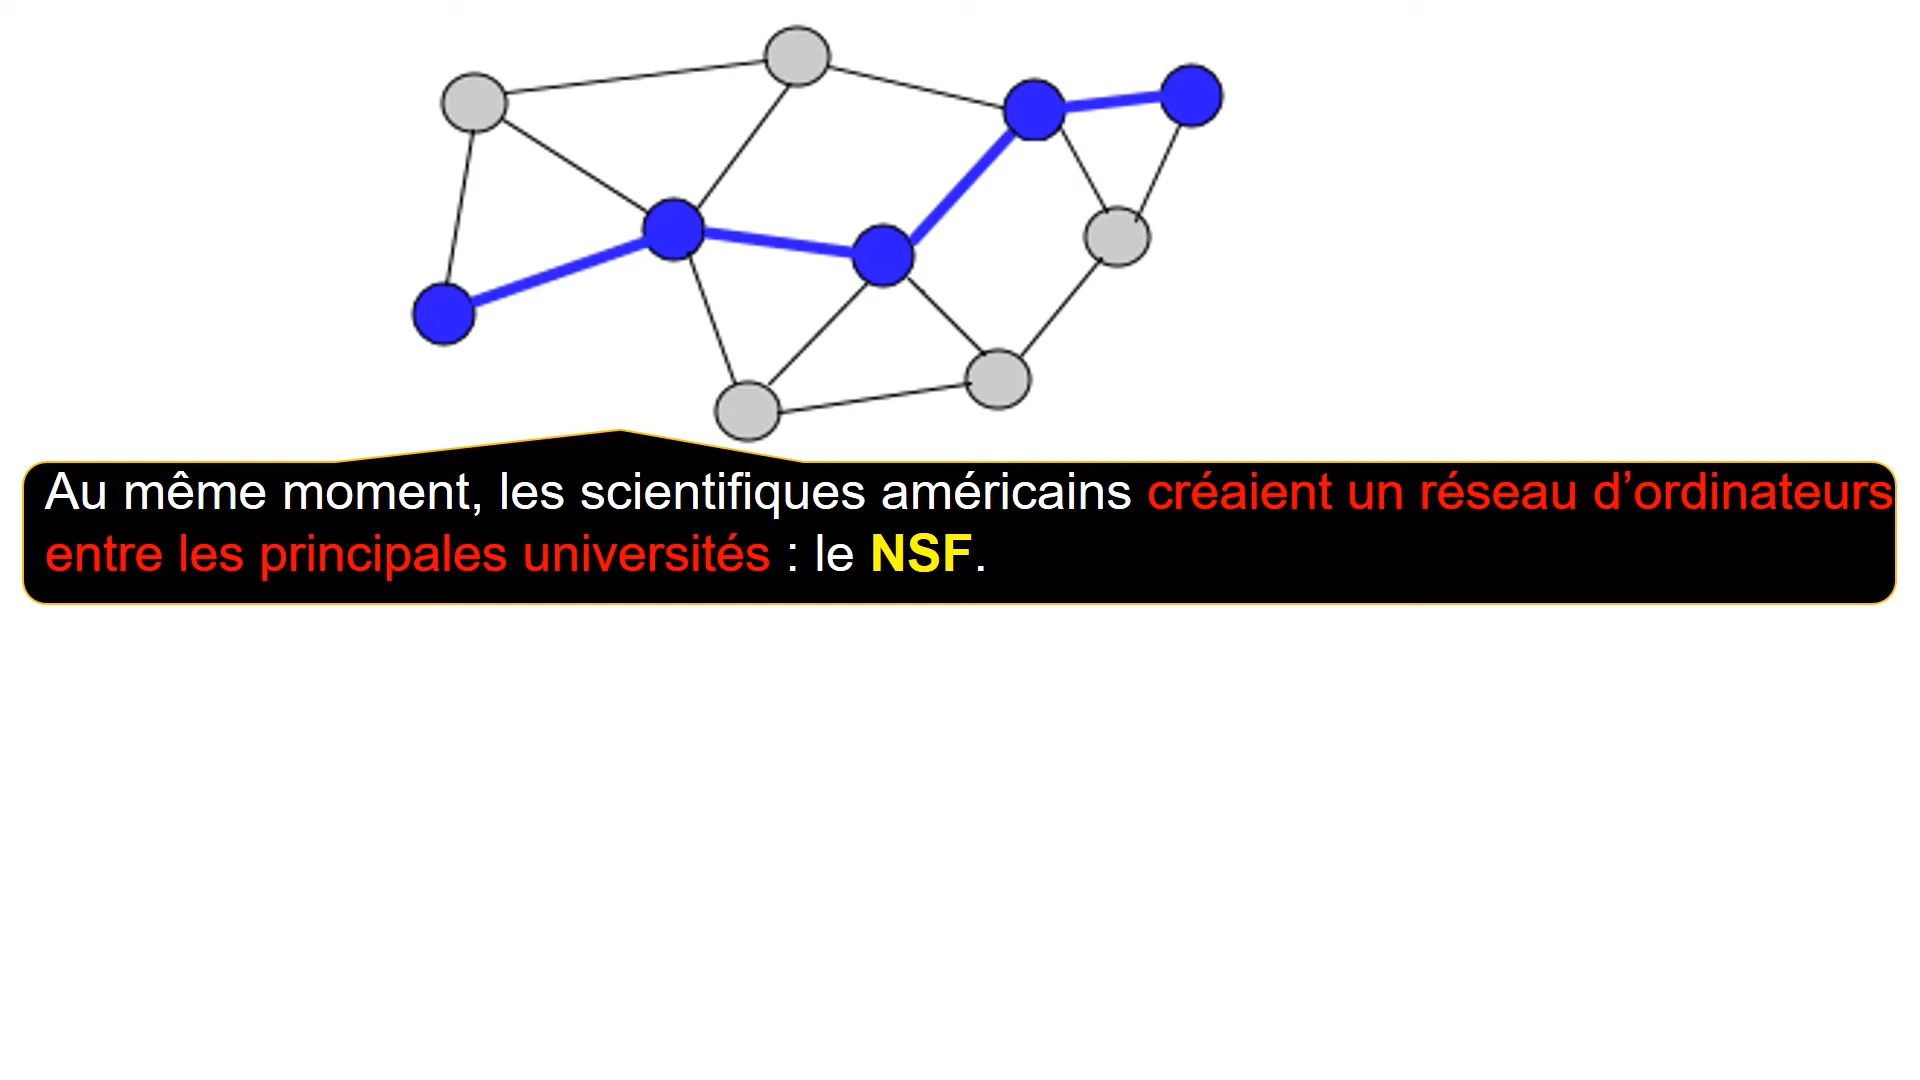 Au même moment, les scientifiques américains créaient un réseau d’ordinateurs
entre les principales universités : le NSF.